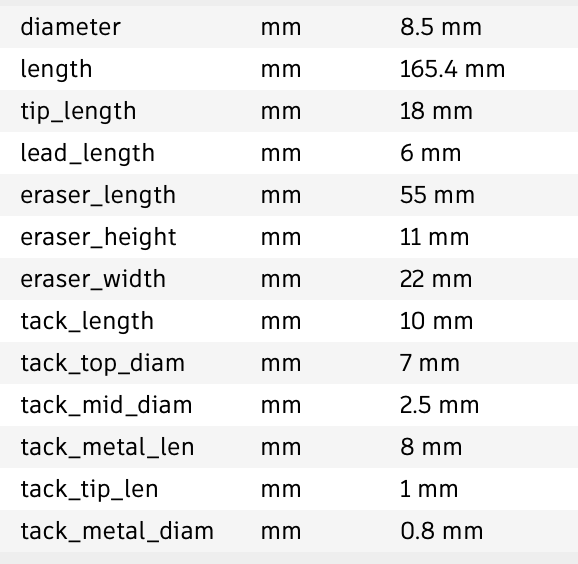 diameter mm 8.5 mm
length mm 165.4 mm
tip_length mm 18 mm
lead_length mm 6 mm
eraser_length mm 55 mm
eraser_height mm 11 mm
eraser_width mm 22 mm
tack_length mm 10 mm
tack_top_diam mm 7 mm
tack_mid_diam mm 2.5 mm
tack_metal_len mm 8 mm
tack_tip_len mm 1 mm
tack_metal_diam mm 0.8 mm